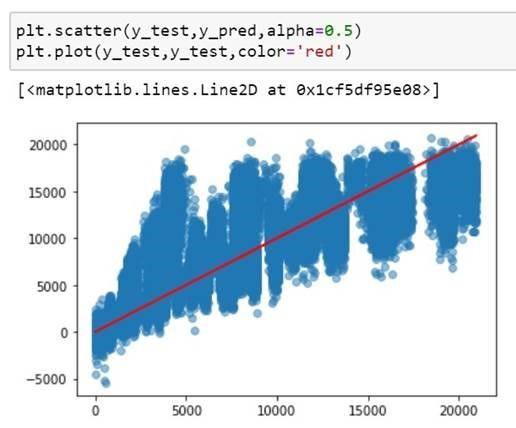 plt.scatter(y_test,y_pred,alpha=0.5)
plt.plot(y_test,y_test,color='red')
[<matplotlib.lines.Line2D at 0x1cf5df95e08>]
20000
15000
10000
5000
0
−5000
0 5000 10000 15000 20000